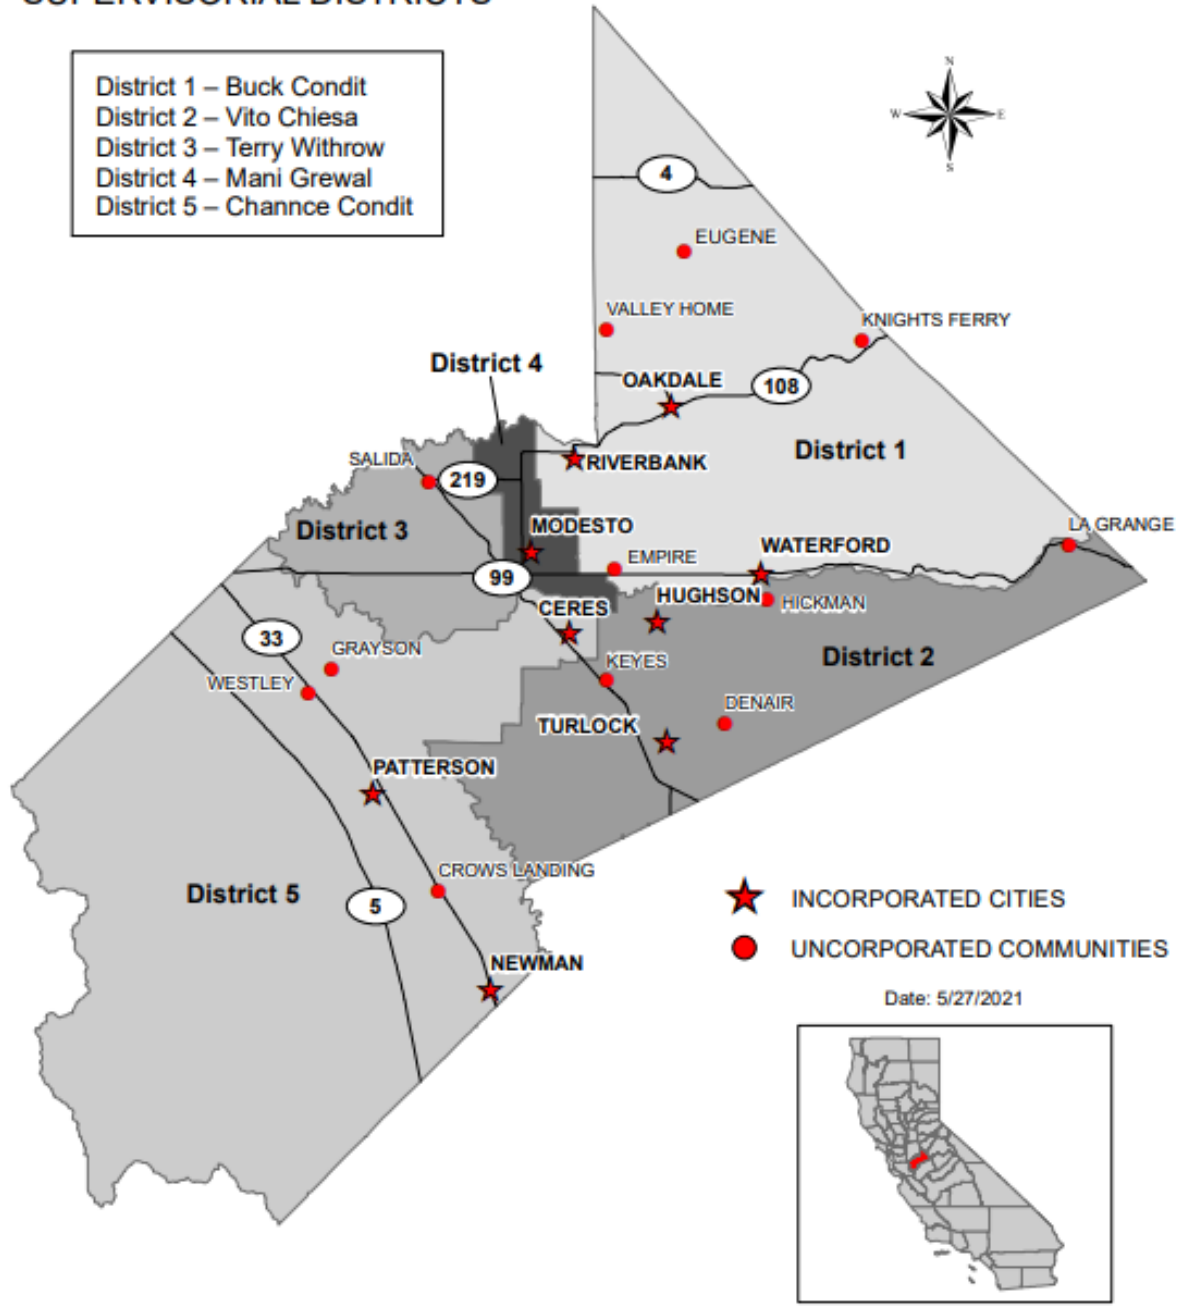 SUPERVISORIAL DISTRICTS
District 1 – Buck Condit
District 2 – Vito Chiesa
District 3 – Terry Withrow
District 4 – Mani Grewal
District 5 – Channce Condit
N
W
E
S
4
EUGENE
VALLEY HOME
KNIGHTS FERRY
District 4
OAKDALE
108
District 1
SALIDA
219
RIVERBANK
District 3
MODESTO
LA GRANGE
EMPIRE
WATERFORD
99
CERES
HUGHSON
HICKMAN
33
GRAYSON
KEYES
District 2
WESTLEY
DENAIR
TURLOCK
PATTERSON
CROWS LANDING
District 5
5
INCORPORATED CITIES
UNCORPORATED COMMUNITIES
NEWMAN
Date: 5/27/2021